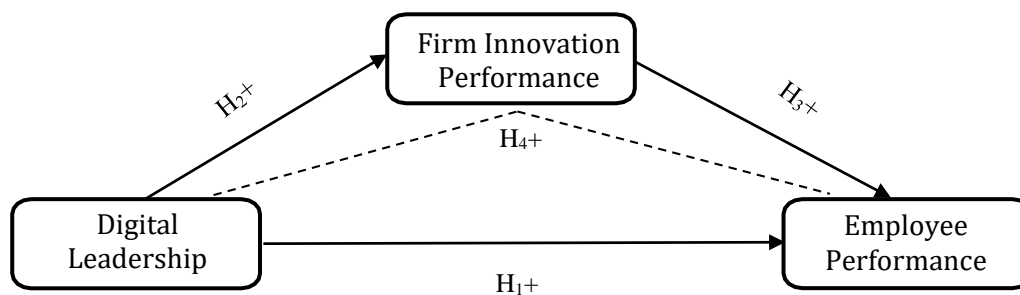 Firm Innovation
Performance
H₂+
H₃+
H₄+
Digital
Leadership
Employee
Performance
H₁+